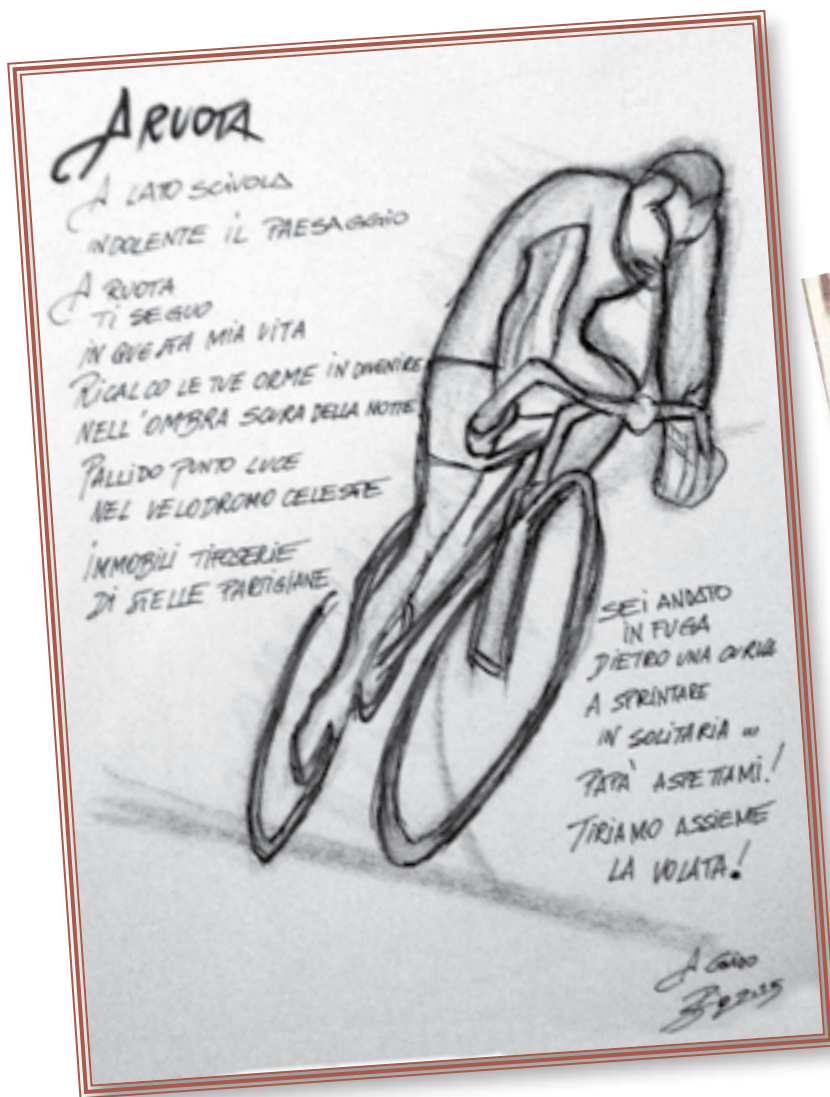 A RUOTA
A LATO SCIVOLA
INDOLENTE IL PAESAGGIO
A RUOTA
TI SEGUO
IN QUESTA MIA VITA
RICALCO LE TUE ORME IN DIVENIRE
NELL'OMBRA SCURA DELLA NOTTE
PALLIDO PUNTO LUCE
NEL VELODROMO CELESTE
IMMOBILI TIFOSERIE
DI STELLE PARTIGIANE
SEI ANDATO
IN FUGA
DIETRO UNA CURVA
A SPRINTARE
IN SOLITARIA ...
PAPÀ ASPETTAMI!
TIRIAMO ASSIEME
LA VOLATA!
A GUIDO